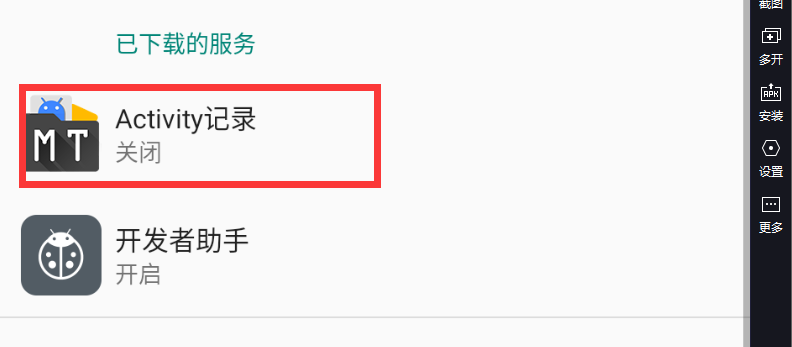 截图
已下载的服务
多开
MT
Activity记录
关闭
APK
安装
设置
更多
开发者助手
开启